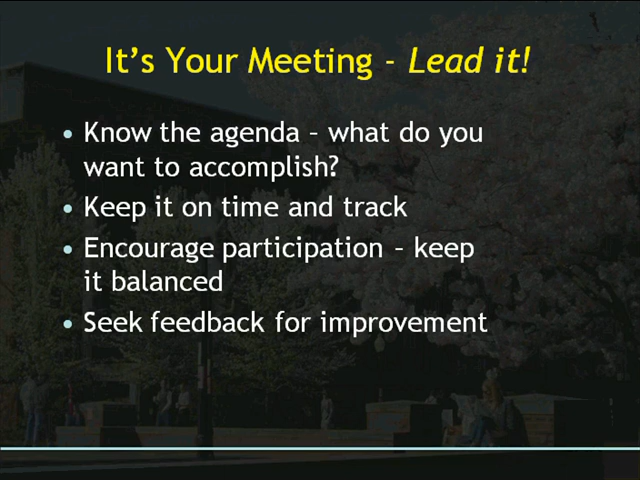 It's Your Meeting - Lead it!
• Know the agenda – what do you
want to accomplish?
• Keep it on time and track
• Encourage participation – keep
it balanced
• Seek feedback for improvement